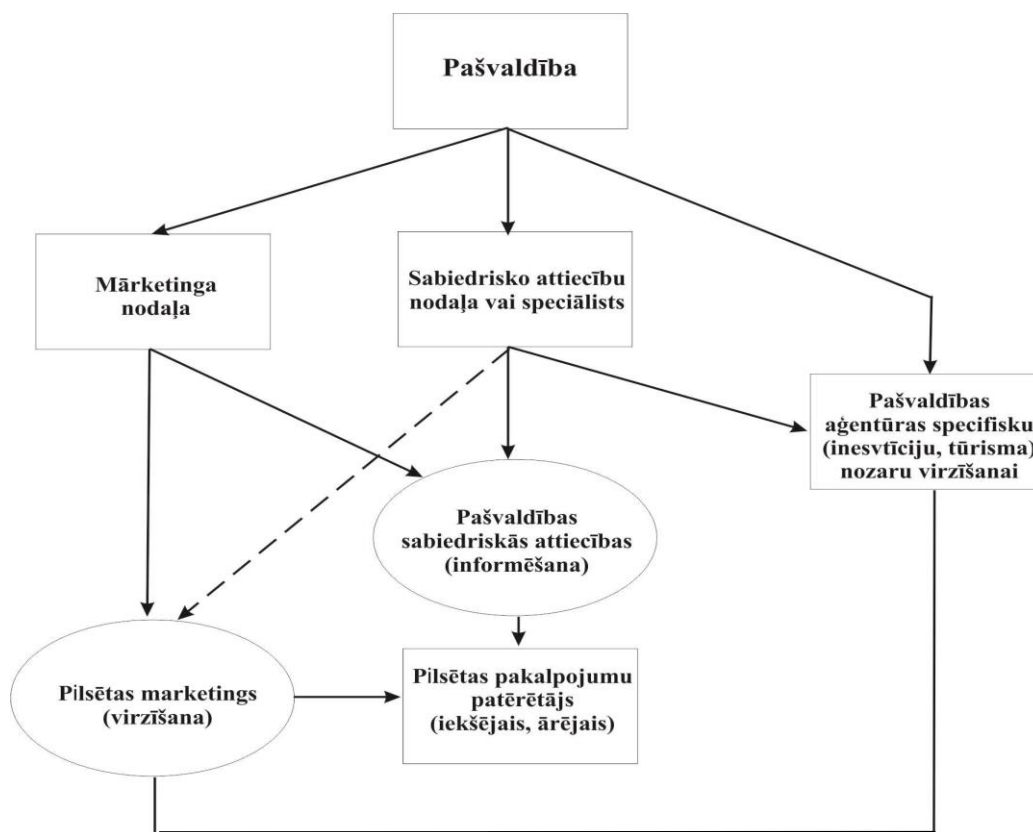 Pašvaldība
Mārketinga
nodaļa
Sabiedrisko attiecību
nodaļa vai speciālists
Pašvaldības
aģentūras specifisku
(inesvtīciju, tūrisma)
nozaru virzīšanai
Pašvaldības
sabiedriskās attiecības
(informēšana)
Pilsētas marketings
(virzīšana)
Pilsētas pakalpojumu
patērētājs
(iekšējais, ārējais)